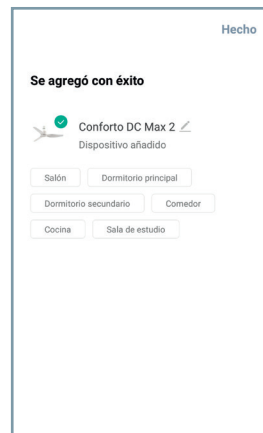 Hecho
Se agregó con éxito
Conforto DC Max 2
Dispositivo añadido
Salón Dormitorio principal
Dormitorio secundario Comedor
Cocina Sala de estudio